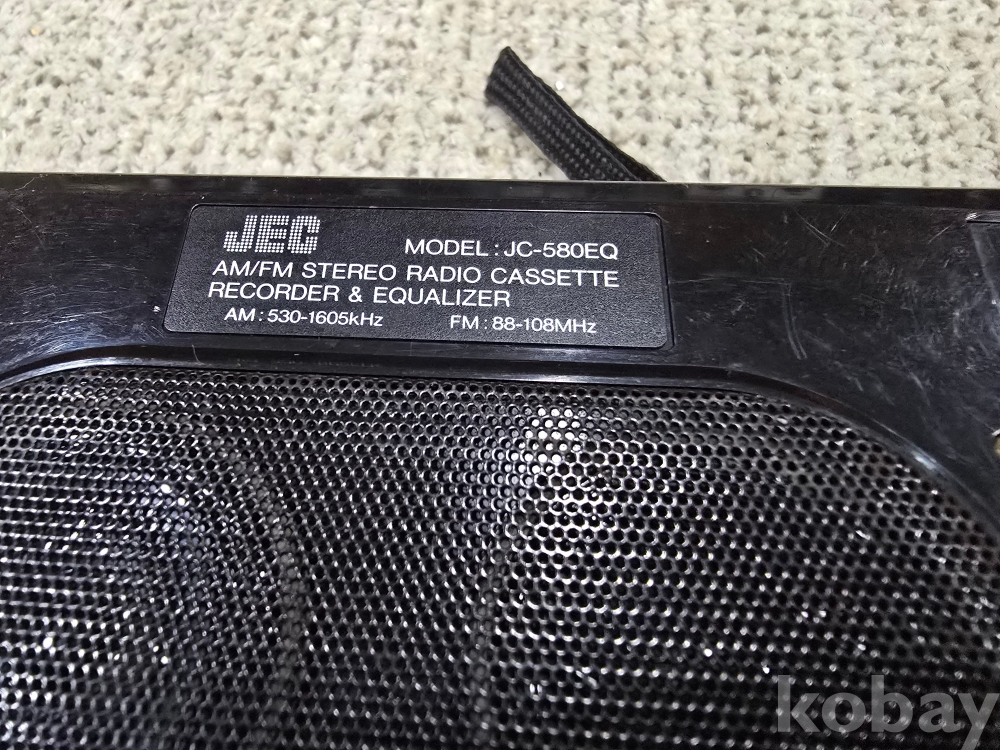 JEC
MODEL : JC-580EQ
AM/FM STEREO RADIO CASSETTE
RECORDER & EQUALIZER
AM : 530-1605kHz FM : 88-108MHz
kobay